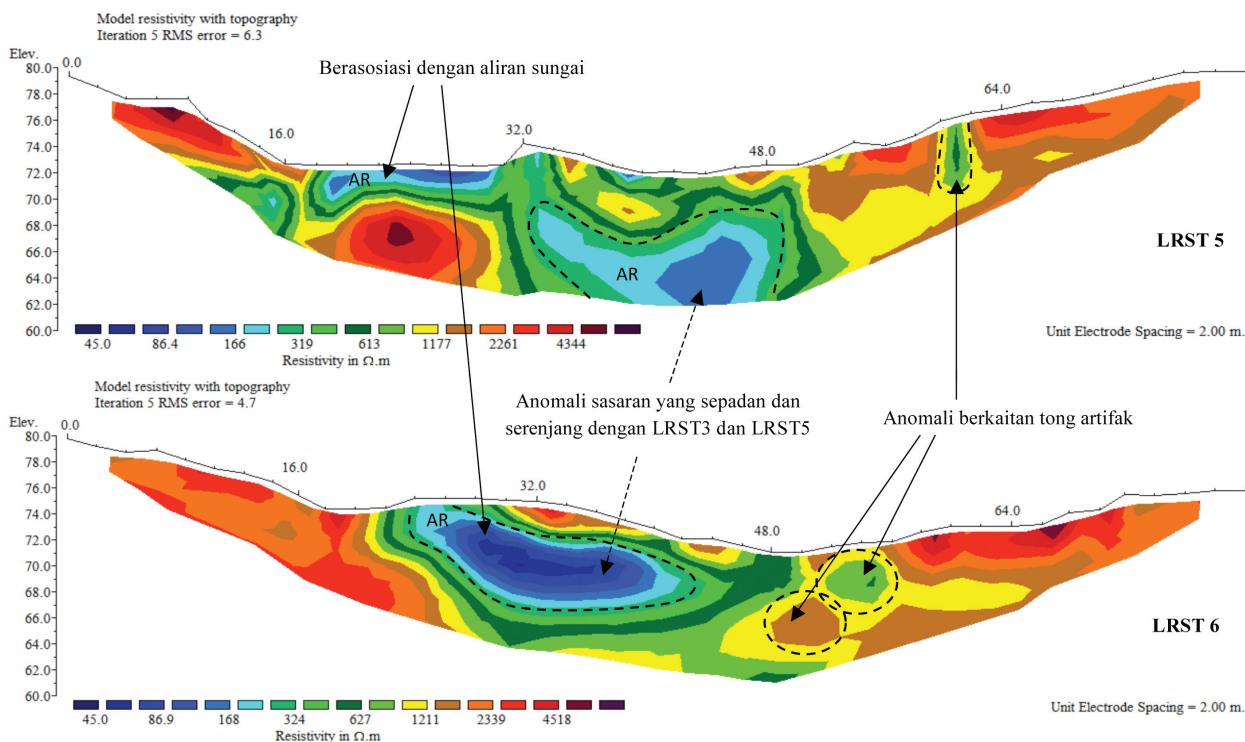 Model resistivity with topography
Iteration 5 RMS error = 6.3
Elev.
0.0
80.0
78.0
76.0
74.0
72.0
70.0
68.0
66.0
64.0
62.0
60.0
Berasosiasi dengan aliran sungai
16.0
32.0
48.0
64.0
AR
AR
LRST 5
45.0 86.4 166 319 613 1177 2261 4344
Resistivity in Ω.m
Unit Electrode Spacing = 2.00 m.
Model resistivity with topography
Iteration 5 RMS error = 4.7
Anomali sasaran yang sepadan dan
serenjang dengan LRST3 dan LRST5
Anomali berkaitan tong artifak
Elev.
0.0
80.0
78.0
76.0
74.0
72.0
70.0
68.0
66.0
64.0
62.0
60.0
16.0
32.0
48.0
64.0
AR
LRST 6
45.0 86.9 168 324 627 1211 2339 4518
Resistivity in Ω.m
Unit Electrode Spacing = 2.00 m.